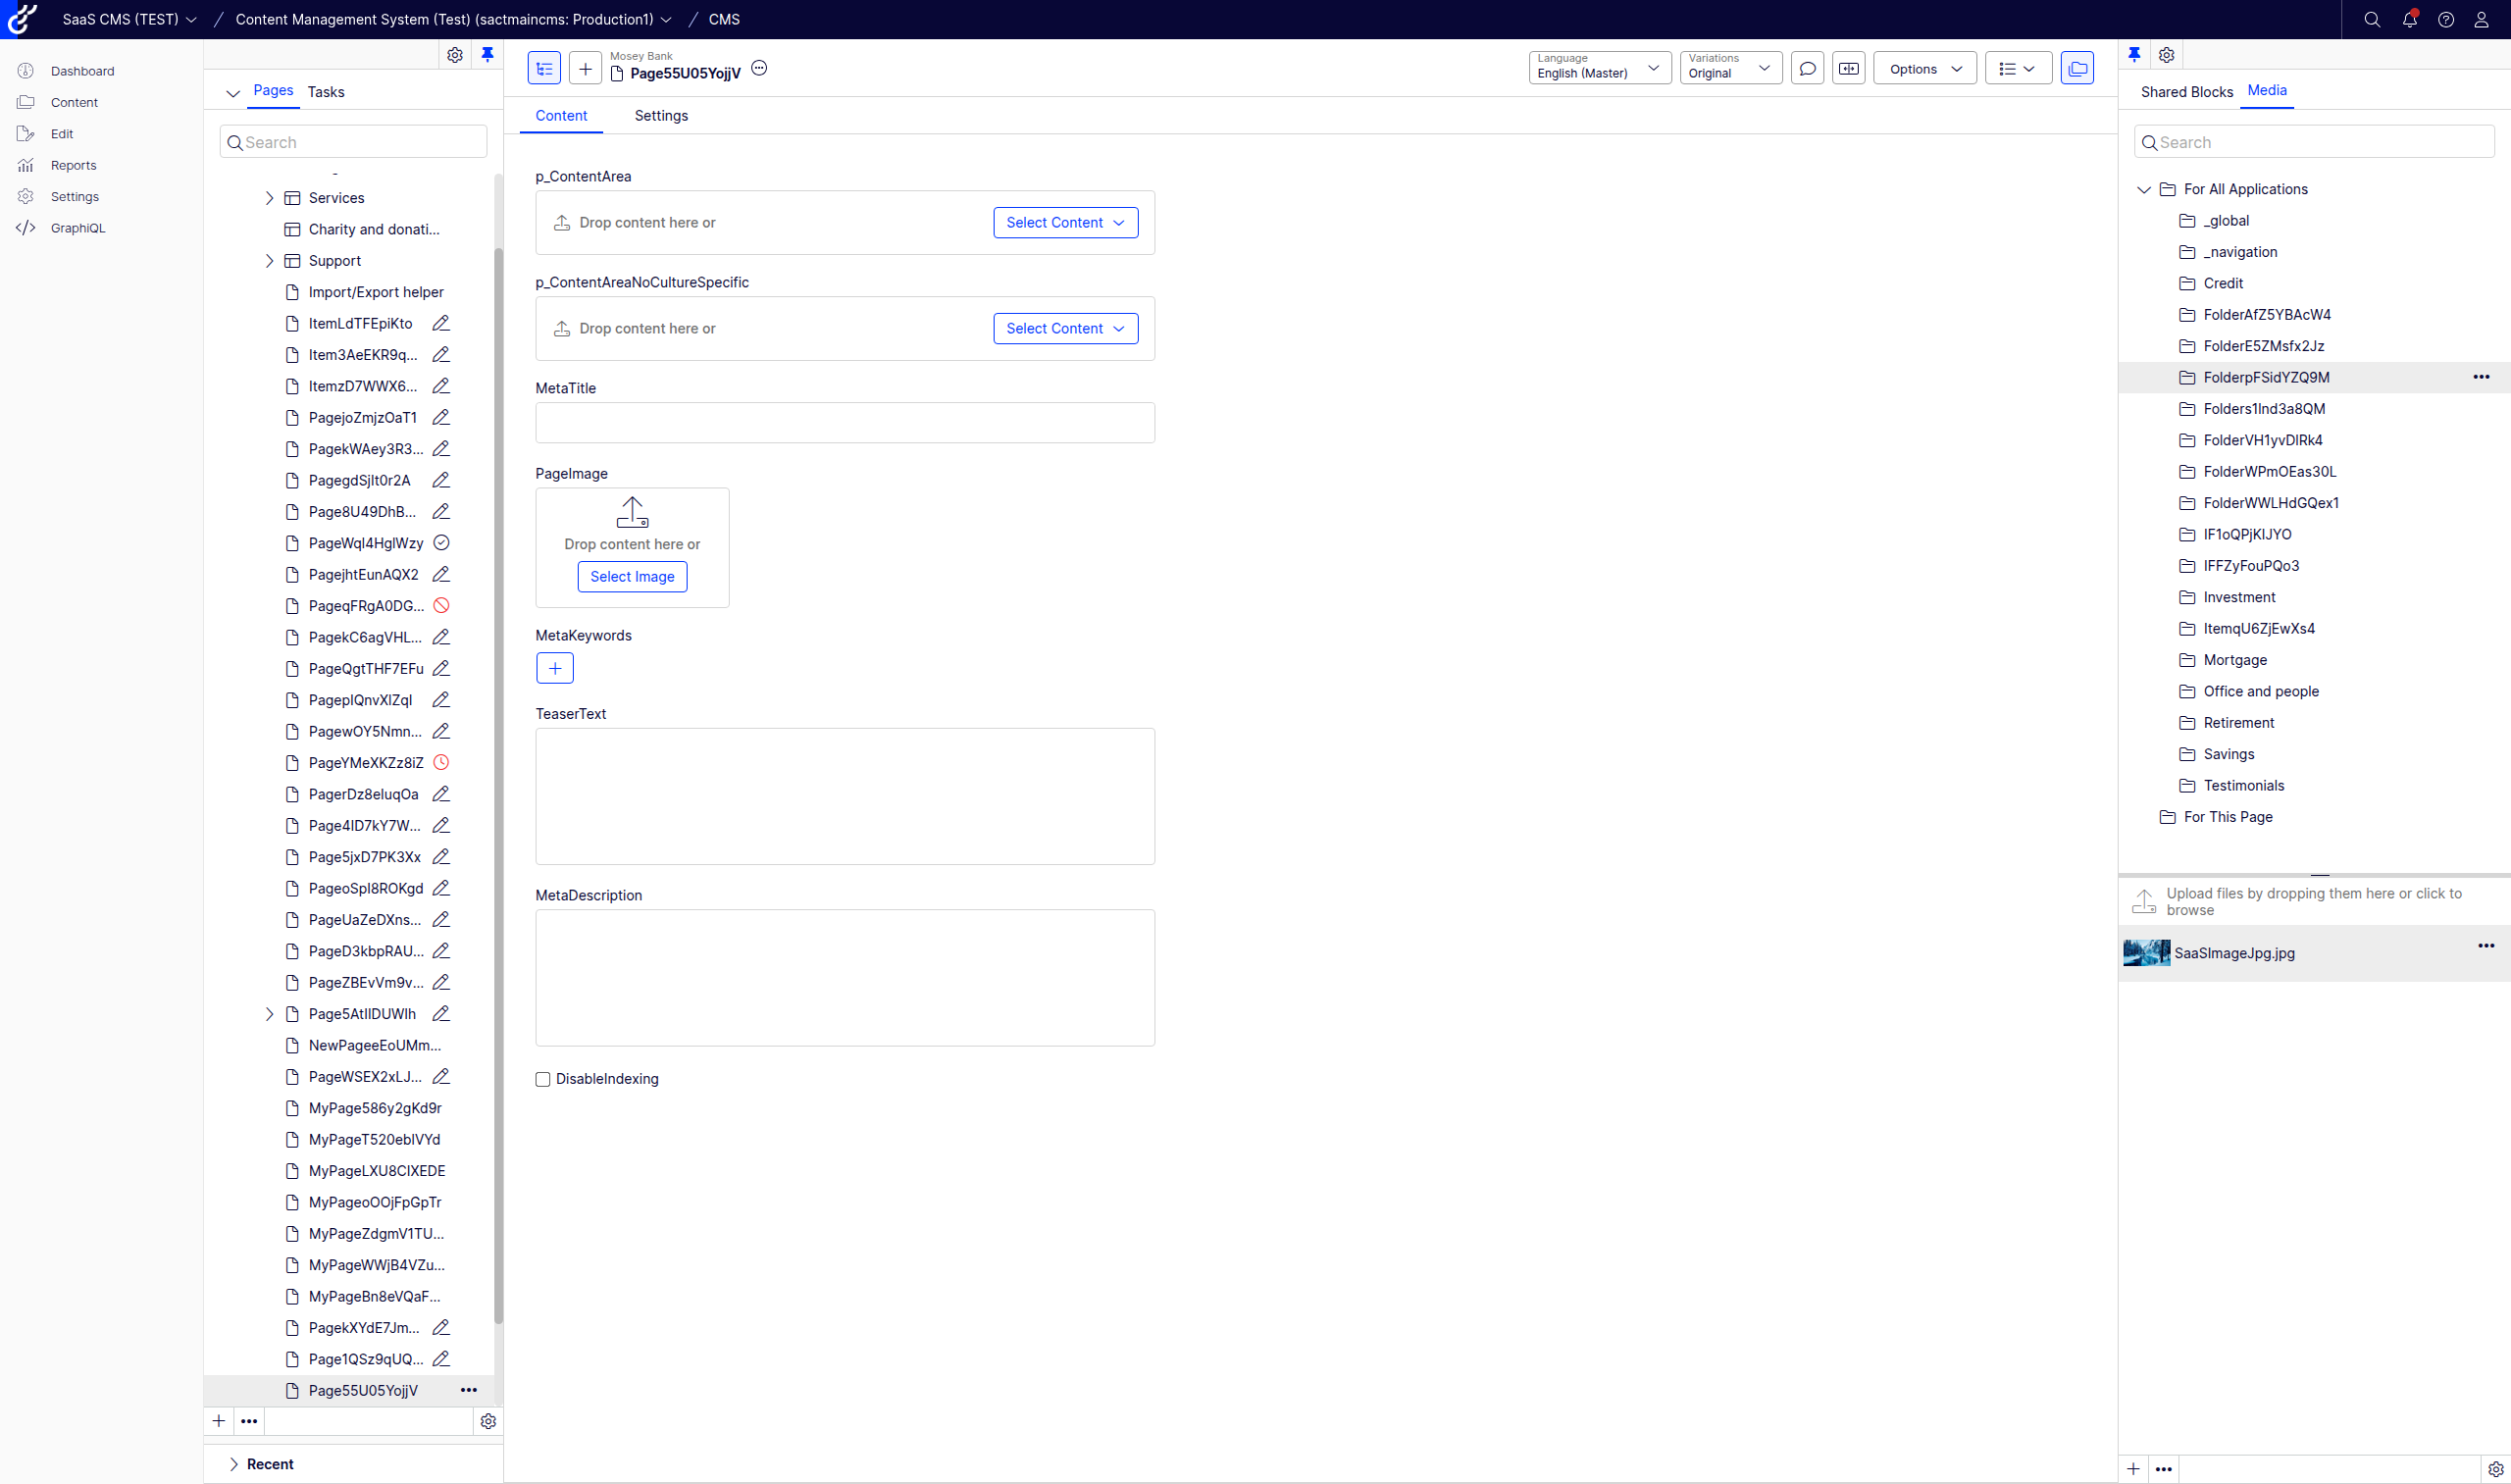 SaaS CMS (TEST)
Content Management System (Test) (sactmaincms: Production1)
CMS
Dashboard
Content
Edit
Reports
Settings
GraphiQL
Pages
Tasks
Search
Services
Charity and donati...
Support
Import/Export helper
ItemLdTFEpiKto
Item3AeEKR9q...
ItemzD7WWX6...
PagejoZmjzOaT1
PagekWAey3R3...
PagegdSjIt0r2A
Page8U49DhB...
PageWqI4HgIWzy
PagejhtEunAQX2
PageqFRgA0DG...
PagekC6agVHL...
PageQgtTHF7EFu
PagepIQnvXIZqI
PagewOY5Nmn...
PageYMeXKZz8iZ
PagerDz8eIuqOa
Page4ID7kY7W...
Page5jxD7PK3Xx
PageoSpI8ROKgd
PageUaZeDXns...
PageD3kbpRAU...
PageZBEvVm9v...
Page5AtIIDUWIh
NewPageeEoUMm...
PageWSEX2xLJ...
MyPage586y2gKd9r
MyPageT520ebIVYd
MyPageLXU8CIXEDE
MyPageoOOjFpGpTr
MyPageZdgmV1TU...
MyPageWWjB4VZu...
MyPageBn8eVQaF...
PagekXYdE7Jm...
Page1QSz9qUQ...
Page55U05YojjV
Recent
Mosey Bank
Page55U05YojjV
Language
English (Master)
Variations
Original
Options
Content
Settings
p_ContentArea
Drop content here or
Select Content
p_ContentAreaNoCultureSpecific
Drop content here or
Select Content
MetaTitle
PageImage
Drop content here or
Select Image
MetaKeywords
TeaserText
MetaDescription
DisableIndexing
Shared Blocks
Media
Search
For All Applications
_global
_navigation
Credit
FolderAfZ5YBAcW4
FolderE5ZMsfx2Jz
FolderpFSidYZQ9M
Folders1Ind3a8QM
FolderVH1yvDIRk4
FolderWPmOEas30L
FolderWWLHdGQex1
IF1oQPjKIJYO
IFFZyFouPQo3
Investment
ItemqU6ZjEwXs4
Mortgage
Office and people
Retirement
Savings
Testimonials
For This Page
Upload files by dropping them here or click to
browse
SaaSImageJpg.jpg